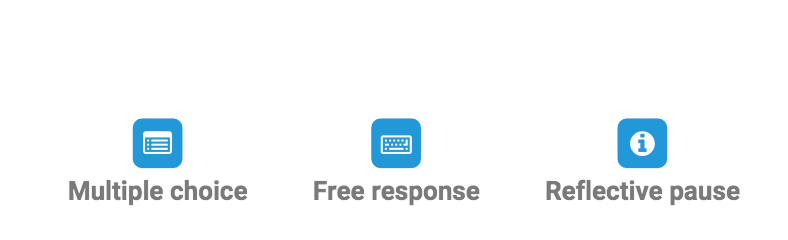 Multiple choice
Free response
Reflective pause